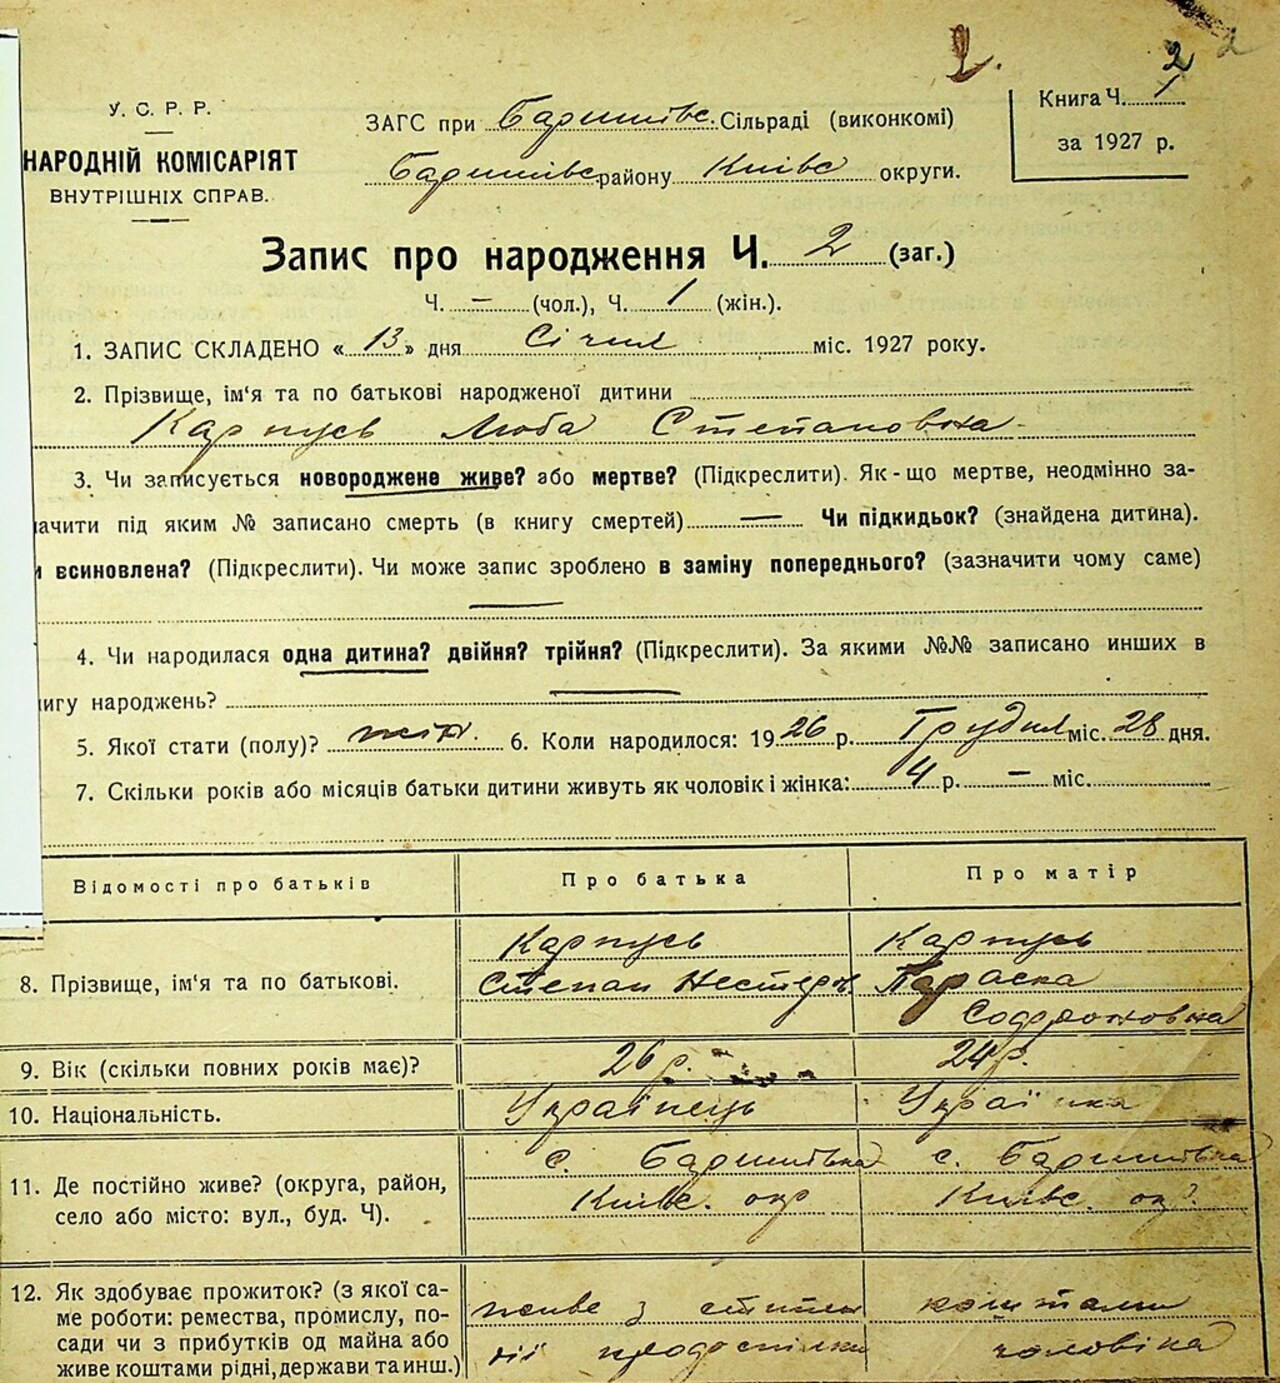 2.
2
2
У. С. Р. Р.
НАРОДНІЙ КОМІСАРІЯТ
ВНУТРІШНІХ СПРАВ.
ЗАГС при Баришівс. Сільраді (виконкомі)
Баришівс. району Київс округи.
Книга Ч. 1
за 1927 р.
Запис про народження Ч. 2 (заг.)
Ч. — (чол.), Ч. 1 (жін.).
1. ЗАПИС СКЛАДЕНО « 13 » дня Січня міс. 1927 року.
2. Прізвище, ім'я та по батькові народженої дитини
Карпусь Люба Степановна
3. Чи записується новороджене живе? або мертве? (Підкреслити). Як-що мертве, неодмінно за-
начити під яким № записано смерть (в книгу смертей) — Чи підкидьок? (знайдена дитина).
и всиновлена? (Підкреслити). Чи може запис зроблено в заміну попереднього? (зазначити чому саме)
—
4. Чи народилася одна дитина? двійня? трійня? (Підкреслити). За якими №№ записано инших в
нигу народжень? —
5. Якої стати (полу)? жін. 6. Коли народилося: 1926 р. Грудня міс. 28 дня.
7. Скільки років або місяців батьки дитини живуть як чоловік і жінка: 4 р. — міс.
Відомості про батьків Про батька Про матір
8. Прізвище, ім'я та по батькові. Карпусь Карпусь
Степан Нестеров. Параска
Софроновна
9. Вік (скільки повних років має)? 26 р. 24 р.
10. Національність. Українець Українка
11. Де постійно живе? (округа, район, с. Баришівка с. Баришівка
село або місто: вул., буд. Ч). Київс. окр Київс. окр.
12. Як здобуває прожиток? (з якої са-
ме роботи: ремества, промислу, по- живе з коштами
сади чи з прибутків од майна або
живе коштами рідні, держави та инш.) чоловіка